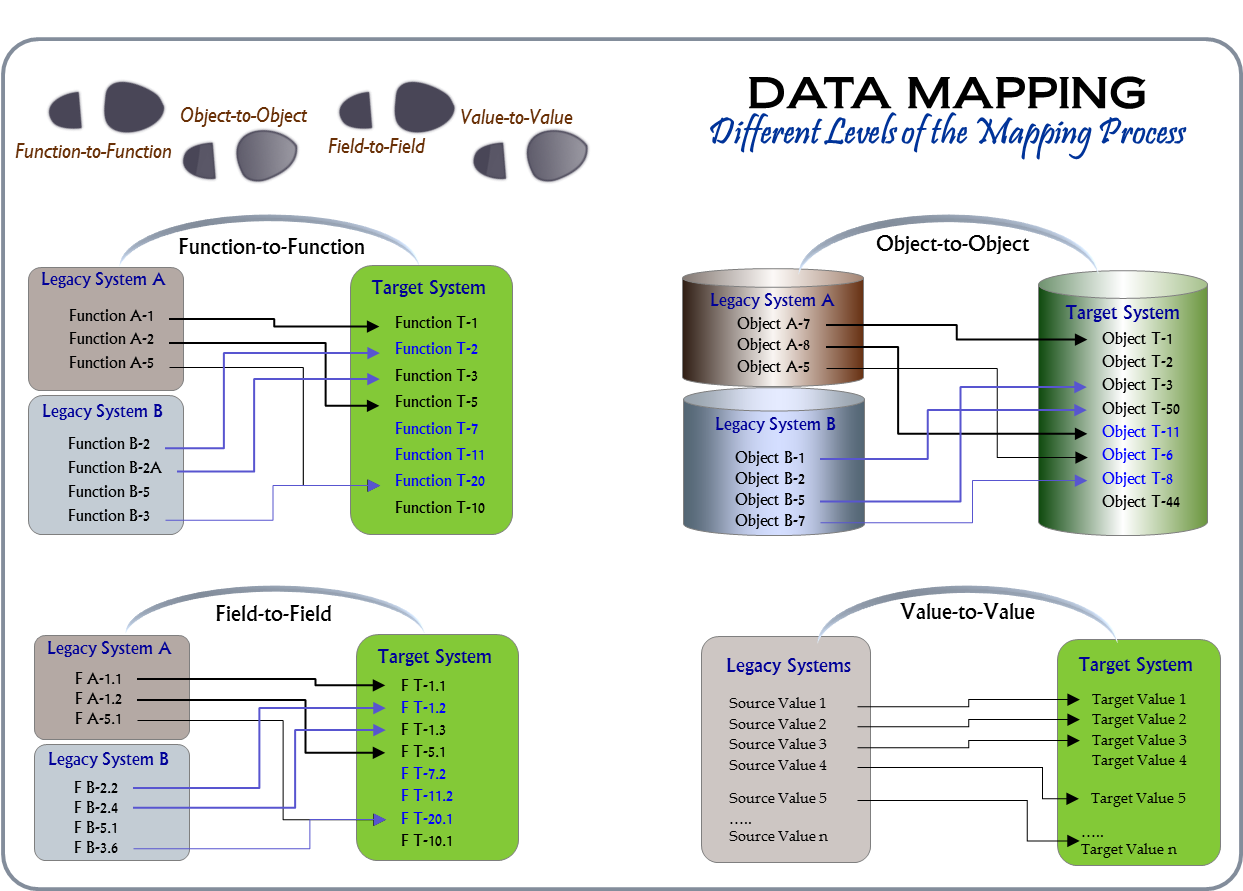 DATA MAPPING
Different Levels of the Mapping Process
Function-to-Function
Object-to-Object
Field-to-Field
Value-to-Value
Function-to-Function
Legacy System A
Function A-1
Function A-2
Function A-5
Legacy System B
Function B-2
Function B-2A
Function B-5
Function B-3
Target System
Function T-1
Function T-2
Function T-3
Function T-5
Function T-7
Function T-11
Function T-20
Function T-10
Object-to-Object
Legacy System A
Object A-7
Object A-8
Object A-5
Legacy System B
Object B-1
Object B-2
Object B-5
Object B-7
Target System
Object T-1
Object T-2
Object T-3
Object T-50
Object T-11
Object T-6
Object T-8
Object T-44
Field-to-Field
Legacy System A
F A-1.1
F A-1.2
F A-5.1
Legacy System B
F B-2.2
F B-2.4
F B-5.1
F B-3.6
Target System
F T-1.1
F T-1.2
F T-1.3
F T-5.1
F T-7.2
F T-11.2
F T-20.1
F T-10.1
Value-to-Value
Legacy Systems
Source Value 1
Source Value 2
Source Value 3
Source Value 4
Source Value 5
.....
Source Value n
Target System
Target Value 1
Target Value 2
Target Value 3
Target Value 4
Target Value 5
.....
Target Value n